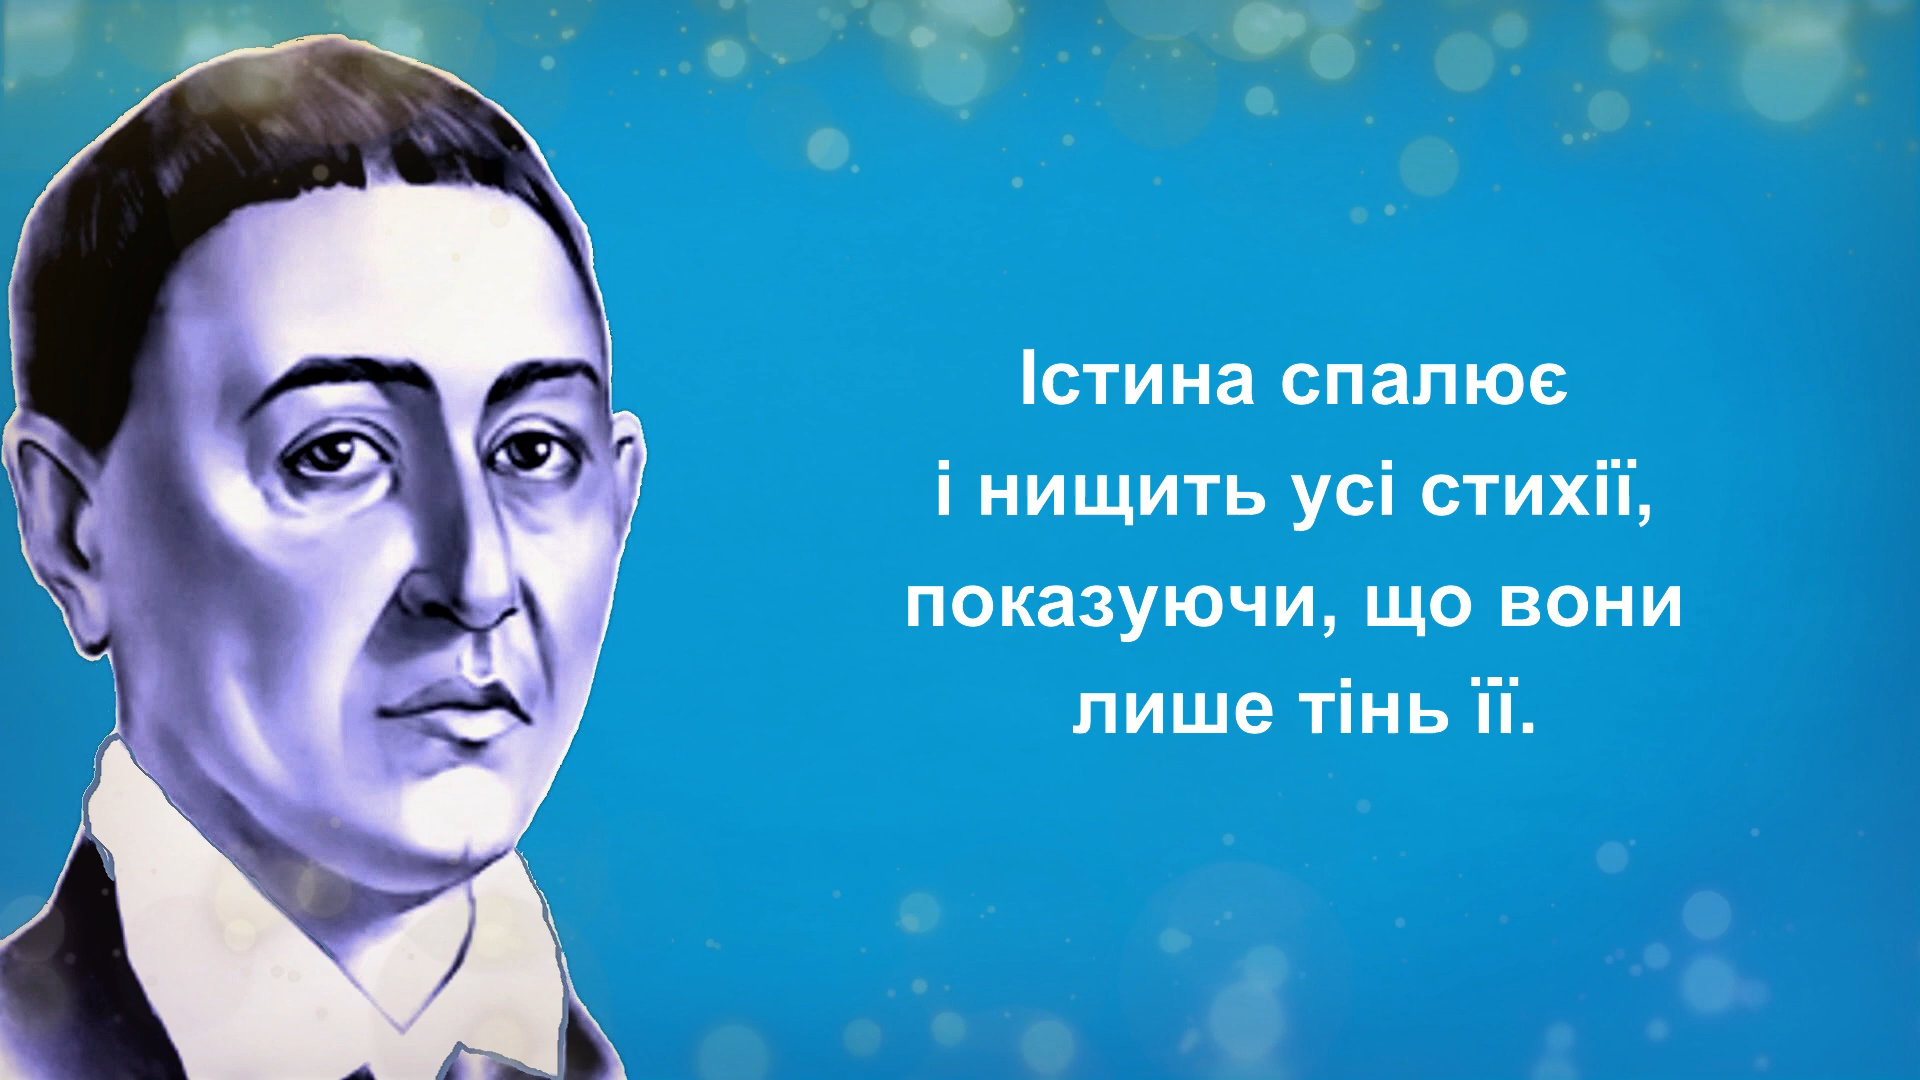 Істина спалює
і нищить усі стихії,
показуючи, що вони
лише тінь її.